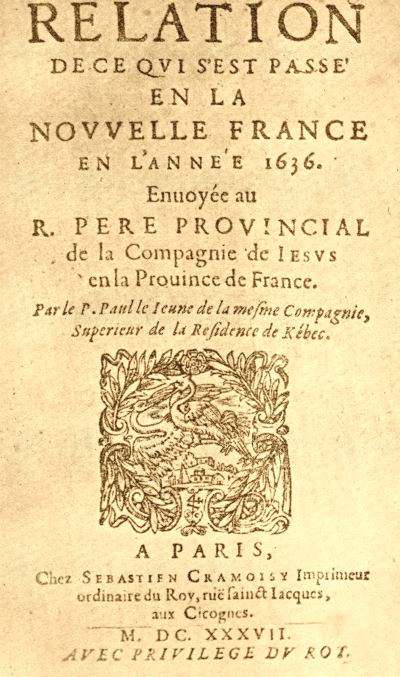 RELATION
DE CE QVI S'EST PASSE'
EN LA
NOVVELLE FRANCE
EN L'ANNE'E 1636.
Enuoyée au
R. PERE PROVINCIAL
de la Compagnie de IESVS
en la Prouince de France.
Par le P. Paul le Ieune de la meſme Compagnie,
Superieur de la Reſidence de Kébec.
A PARIS,
Chez SEBASTIEN CRAMOISY Imprimeur
ordinaire du Roy, ruë ſainct Iacques,
aux Cicognes.
M. DC. XXXVII.
AVEC PRIVILEGE DV ROI.